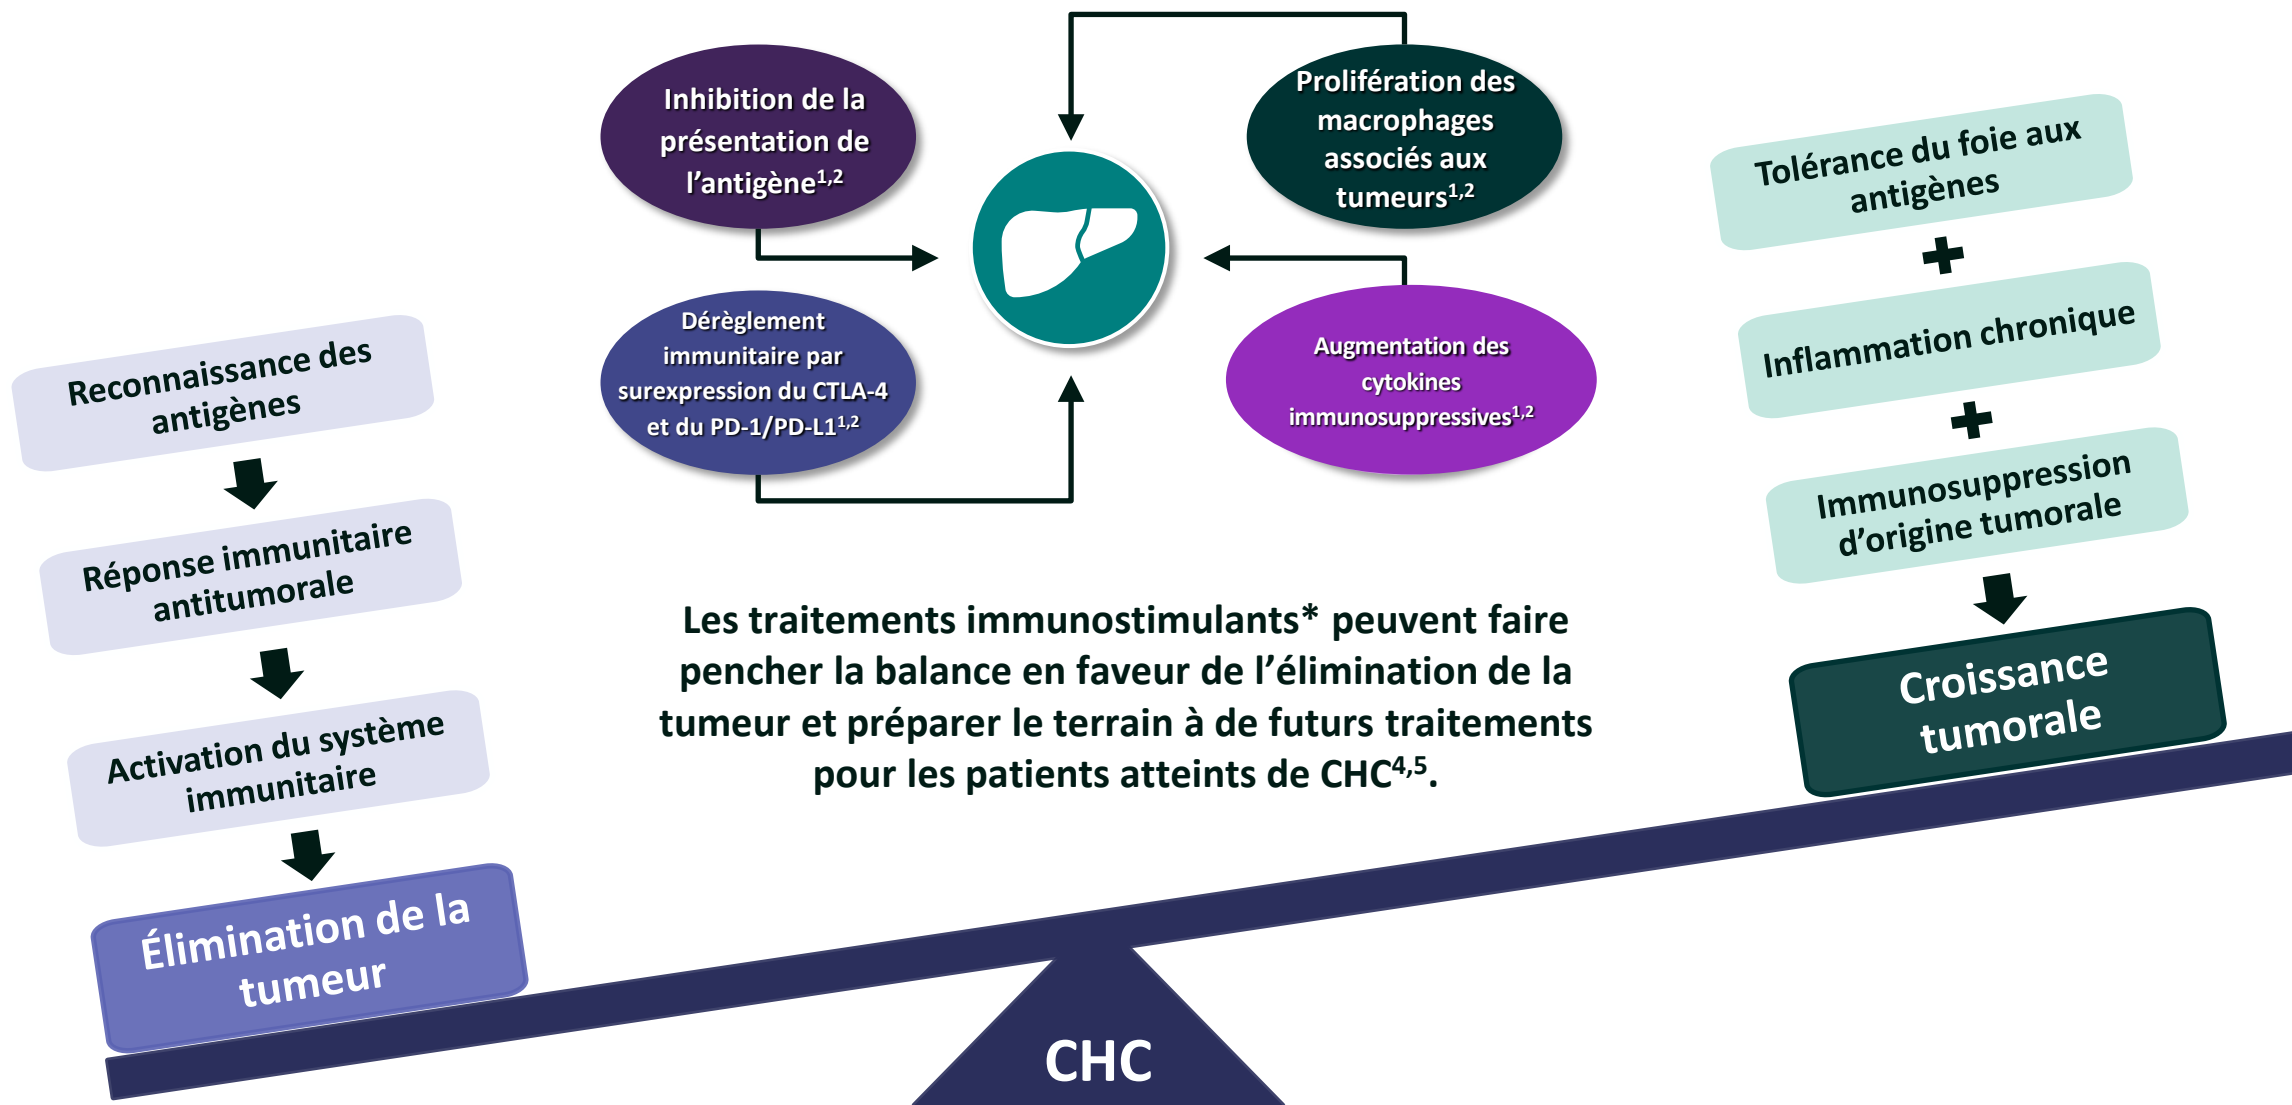 Inhibition de la
présentation de
l’antigène1,2
Prolifération des
macrophages
associés aux
tumeurs1,2
Dérèglement
immunitaire par
surexpression du CTLA-4
et du PD-1/PD-L11,2
Augmentation des
cytokines
immunosuppressives1,2
Reconnaissance des
antigènes
Réponse immunitaire
antitumorale
Activation du système
immunitaire
Élimination de la
tumeur
Les traitements immunostimulants* peuvent faire
pencher la balance en faveur de l’élimination de la
tumeur et préparer le terrain à de futurs traitements
pour les patients atteints de CHC4,5.
Tolérance du foie aux
antigènes
Inflammation chronique
Immunosuppression
d’origine tumorale
Croissance
tumorale
CHC